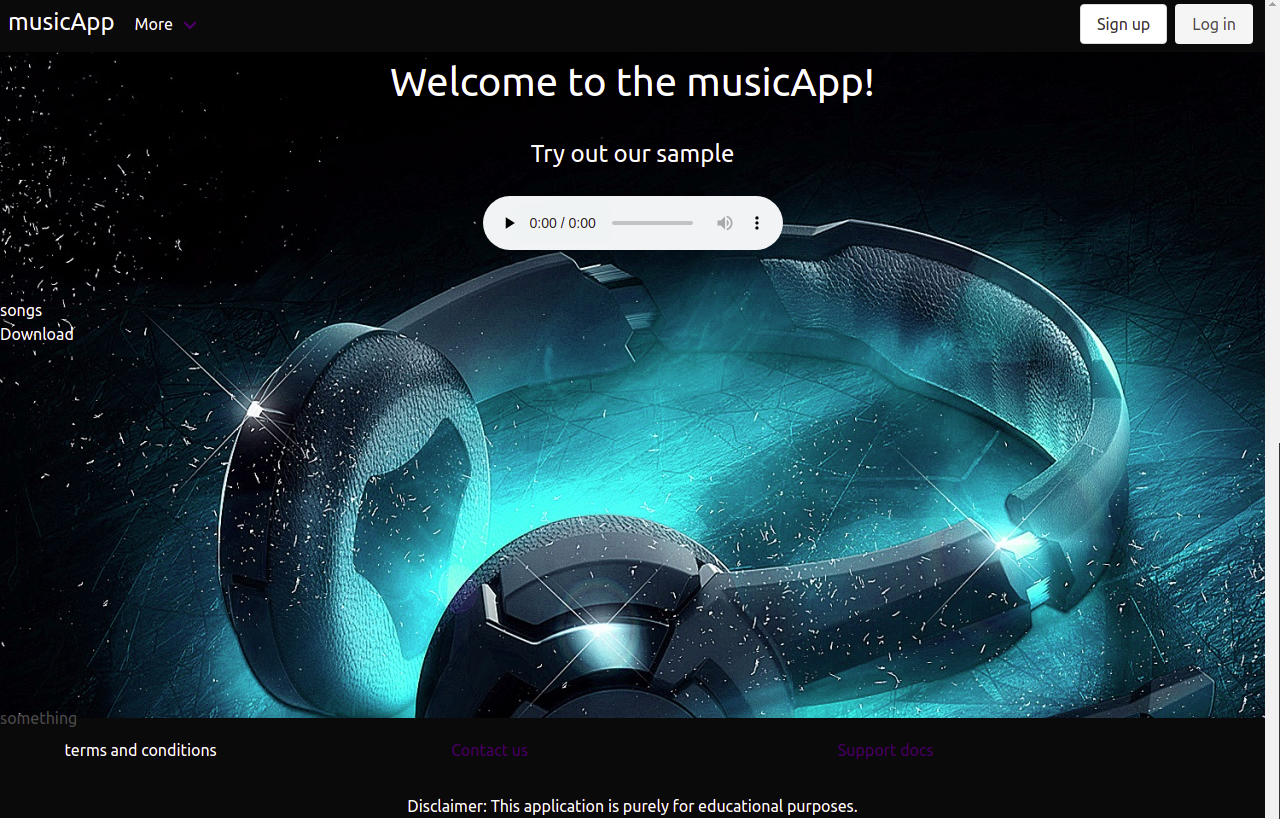 musicApp More Sign up Log in
Welcome to the musicApp!
Try out our sample
0:00 / 0:00
songs
Download
something
terms and conditions Contact us Support docs
Disclaimer: This application is purely for educational purposes.